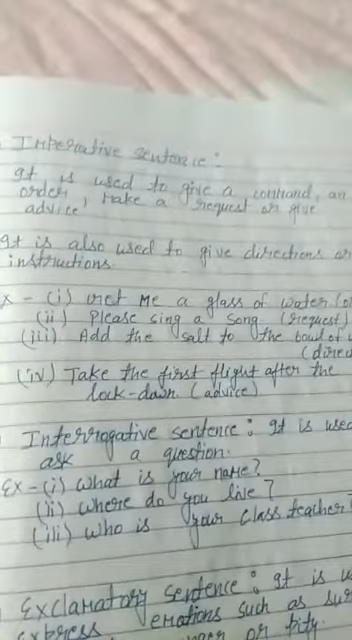 Imperative sentence:
It is used to give a command, an
order, make a request or give
advice
It is also used to give directions or
instructions.
(i) Get Me a glass of water
(ii) Please sing a song (request)
(iii) Add the salt to the bowl of
(iv) Take the first flight after the
lock-down (advice)
Interrogative sentence: It is
ask a question.
Ex - (i) What is your name?
(ii) where do you live?
(iii) who is your class teacher
Exclamatory sentence: It is
express emotions such as
or pity.